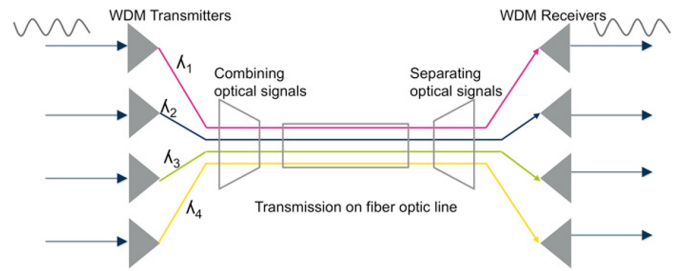 WDM Transmitters
WDM Receivers
λ1
Combining
optical signals
Separating
optical signals
λ2
λ3
λ4
Transmission on fiber optic line